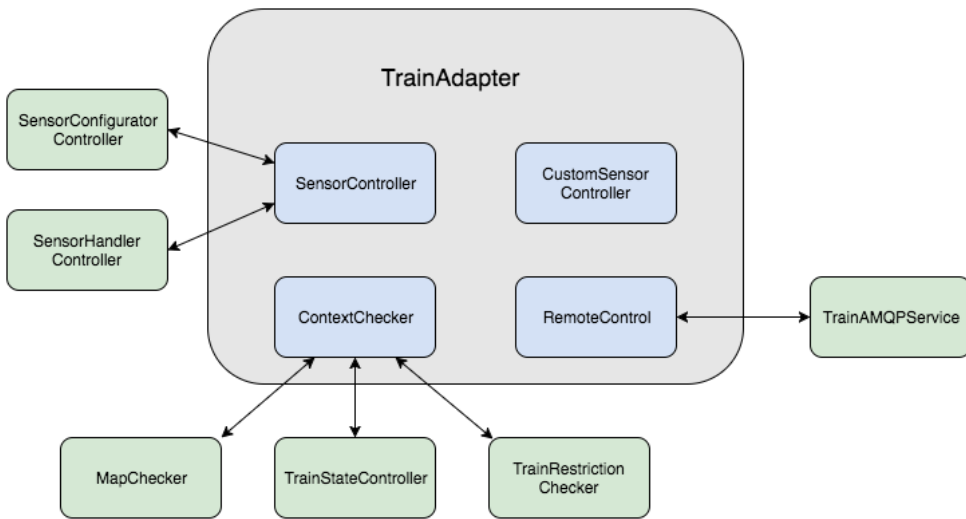 TrainAdapter
SensorConfigurator
Controller
SensorController
CustomSensor
Controller
SensorHandler
Controller
ContextChecker
RemoteControl
TrainAMQPService
MapChecker
TrainStateController
TrainRestriction
Checker